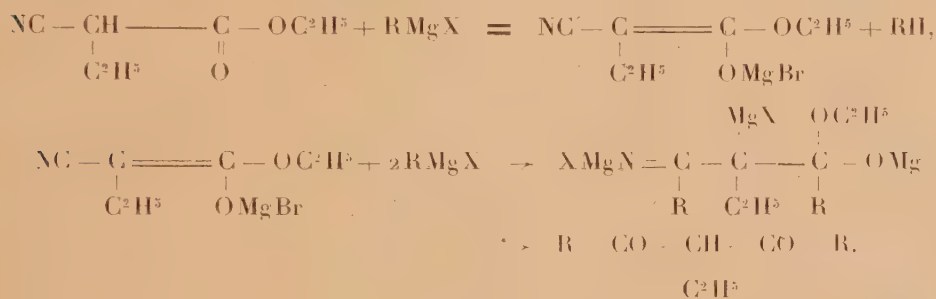 NC — CH ——— C — OC²H⁵ + RMgX = NC — C === C — OC²H⁵ + RH,
C²H⁵ O C²H⁵ OMgBr
MgX OC²H⁵
NC — C === C — OC²H⁵ + 2RMgX → XMgN = C — C — C — OMg
C²H⁵ OMgBr R C²H⁵ R
→ R CO - CH - CO R.
C²H⁵